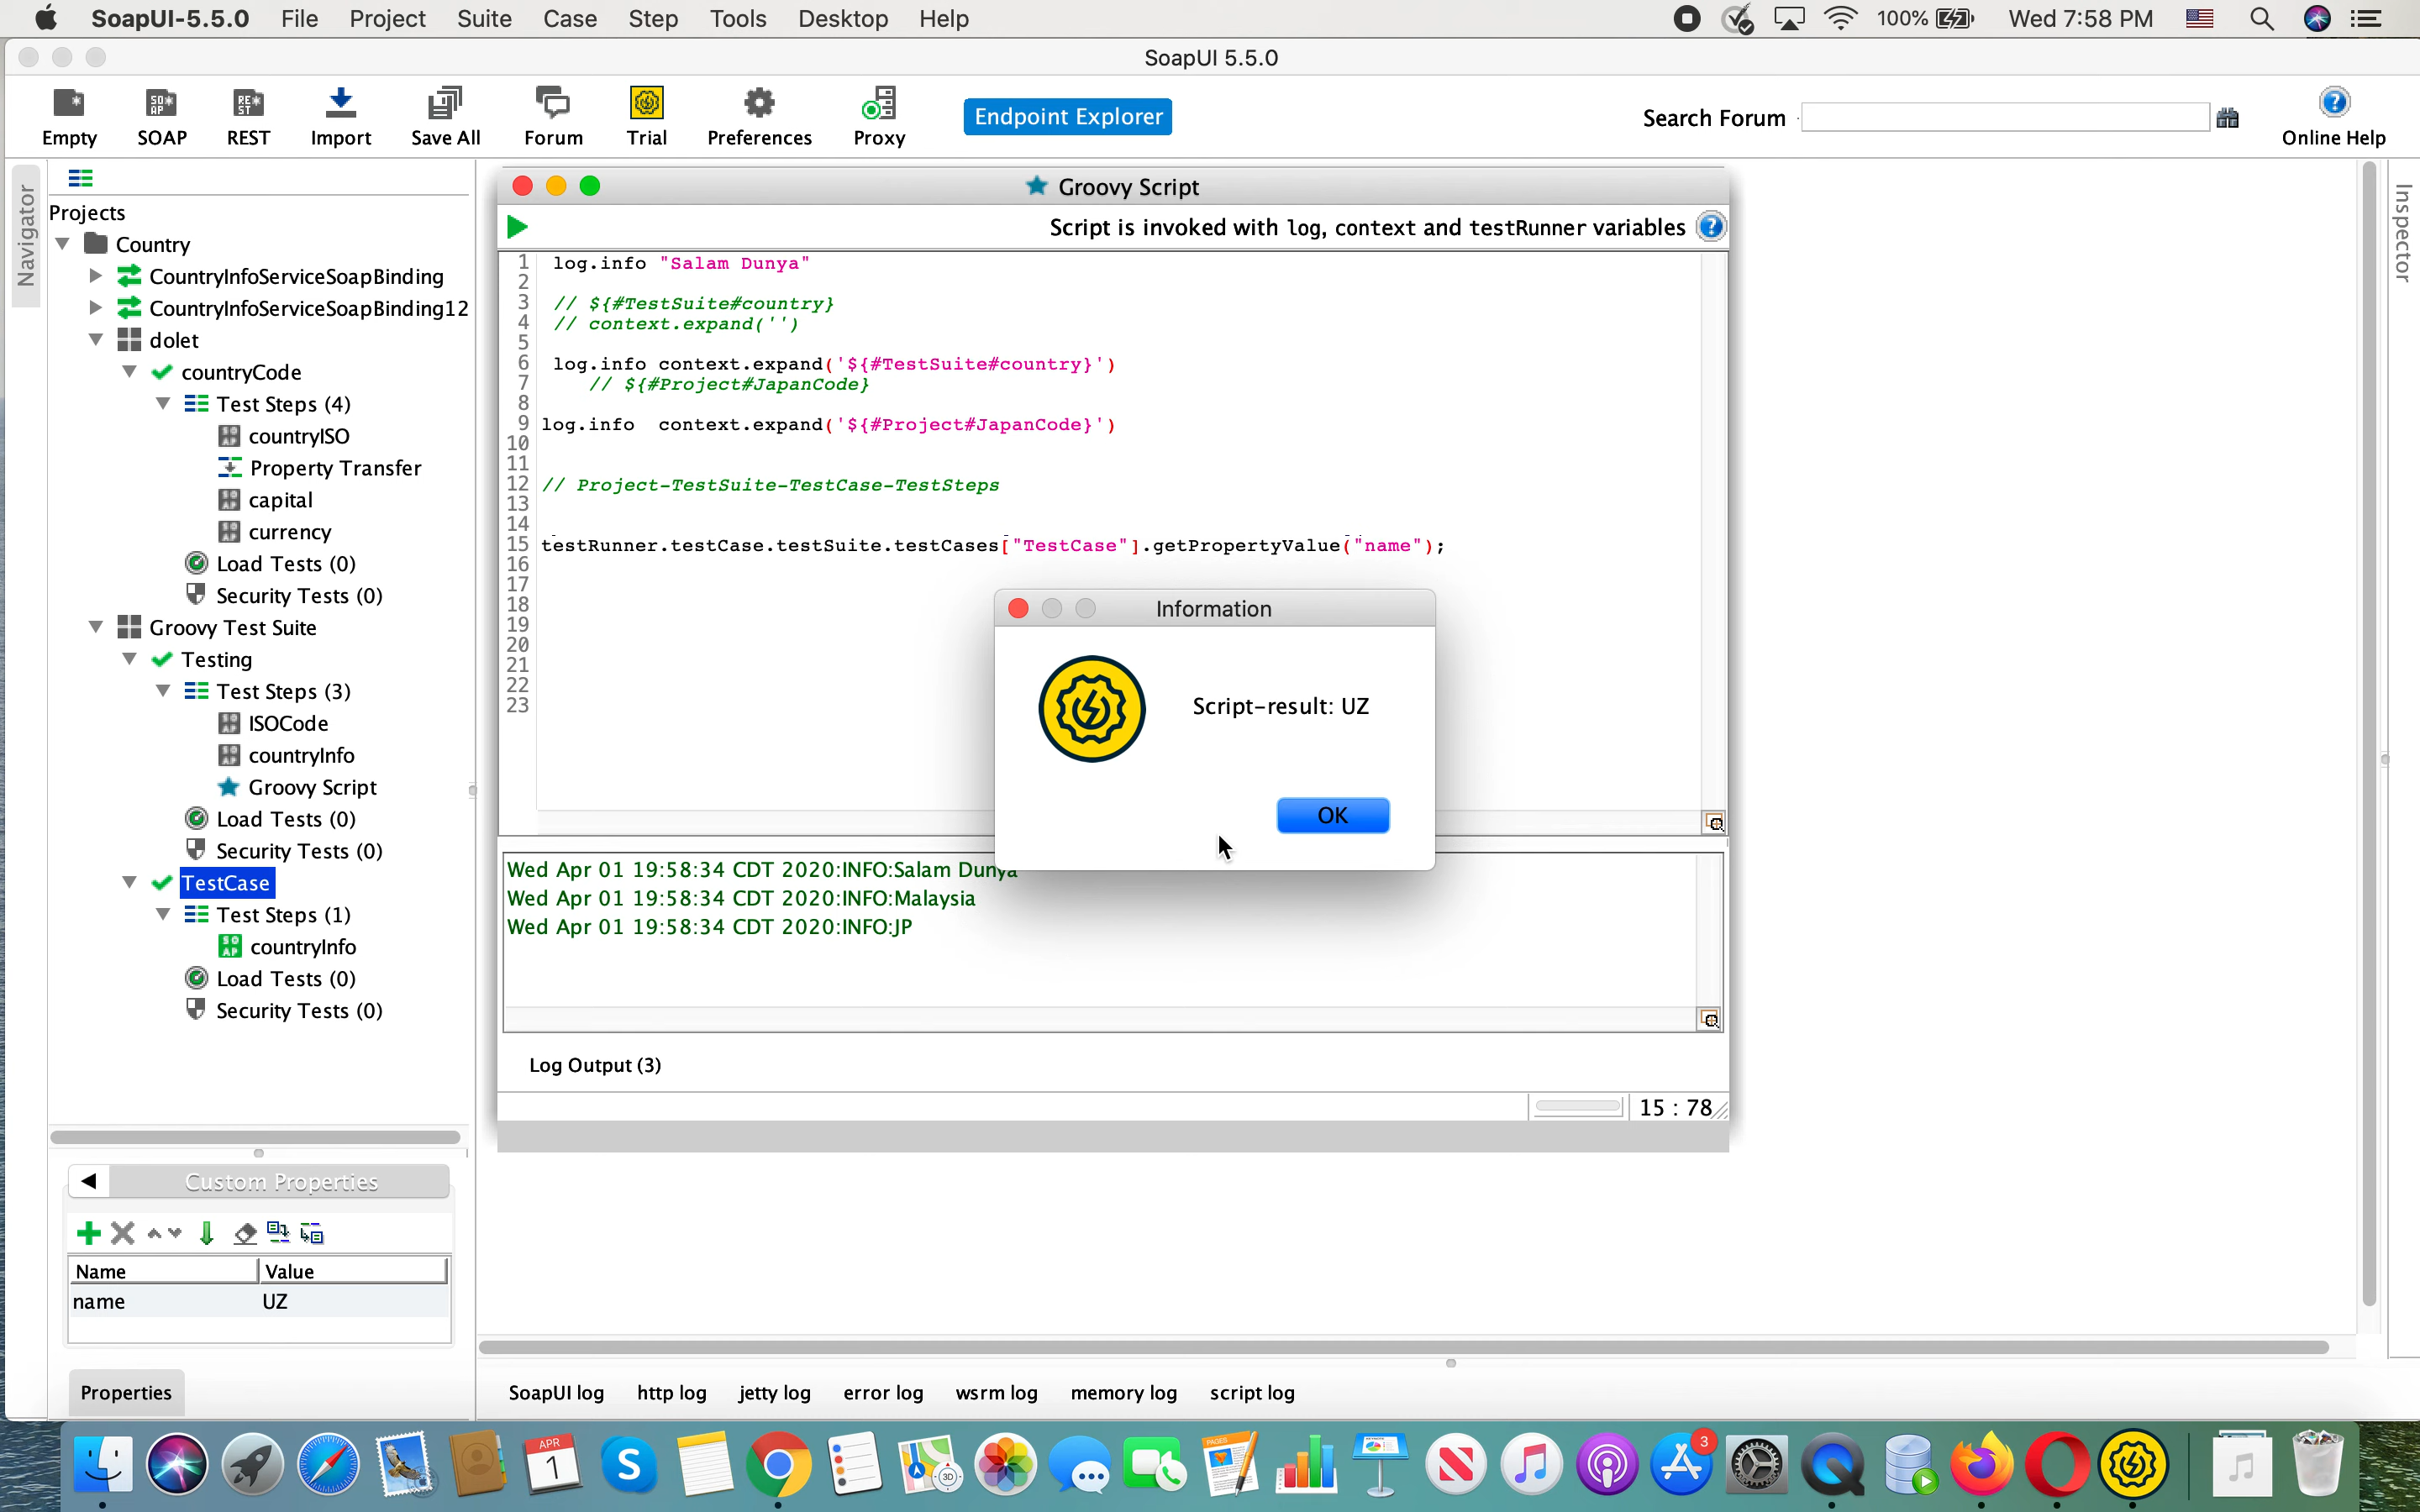 SoapUI-5.5.0 File Project Suite Case Step Tools Desktop Help 100% Wed 7:58 PM
SoapUI 5.5.0
Empty SOAP REST Import Save All Forum Trial Preferences Proxy Endpoint Explorer Search Forum Online Help
Navigator
Inspector
Projects
Country
CountryInfoServiceSoapBinding
CountryInfoServiceSoapBinding12
dolet
countryCode
Test Steps (4)
countryISO
Property Transfer
capital
currency
Load Tests (0)
Security Tests (0)
Groovy Test Suite
Testing
Test Steps (3)
ISOCode
countryInfo
Groovy Script
Load Tests (0)
Security Tests (0)
TestCase
Test Steps (1)
countryInfo
Load Tests (0)
Security Tests (0)
Custom Properties
Name Value
name UZ
Properties
Groovy Script
Script is invoked with log, context and testRunner variables
1 log.info "Salam Dunya"
2
3 // ${#TestSuite#country}
4 // context.expand('')
5
6 log.info context.expand('${#TestSuite#country}')
7 // ${#Project#JapanCode}
8
9 log.info context.expand('${#Project#JapanCode}')
10
11
12 // Project-TestSuite-TestCase-TestSteps
13
14
15 testRunner.testCase.testSuite.testCases["TestCase"].getPropertyValue("name");
16
17
18
19
20
21
22
23
Information
Script-result: UZ
OK
Wed Apr 01 19:58:34 CDT 2020:INFO:Salam Dunya
Wed Apr 01 19:58:34 CDT 2020:INFO:Malaysia
Wed Apr 01 19:58:34 CDT 2020:INFO:JP
Log Output (3)
15 : 78
SoapUI log http log jetty log error log wsrm log memory log script log
APR
1
PAGES
3D
3